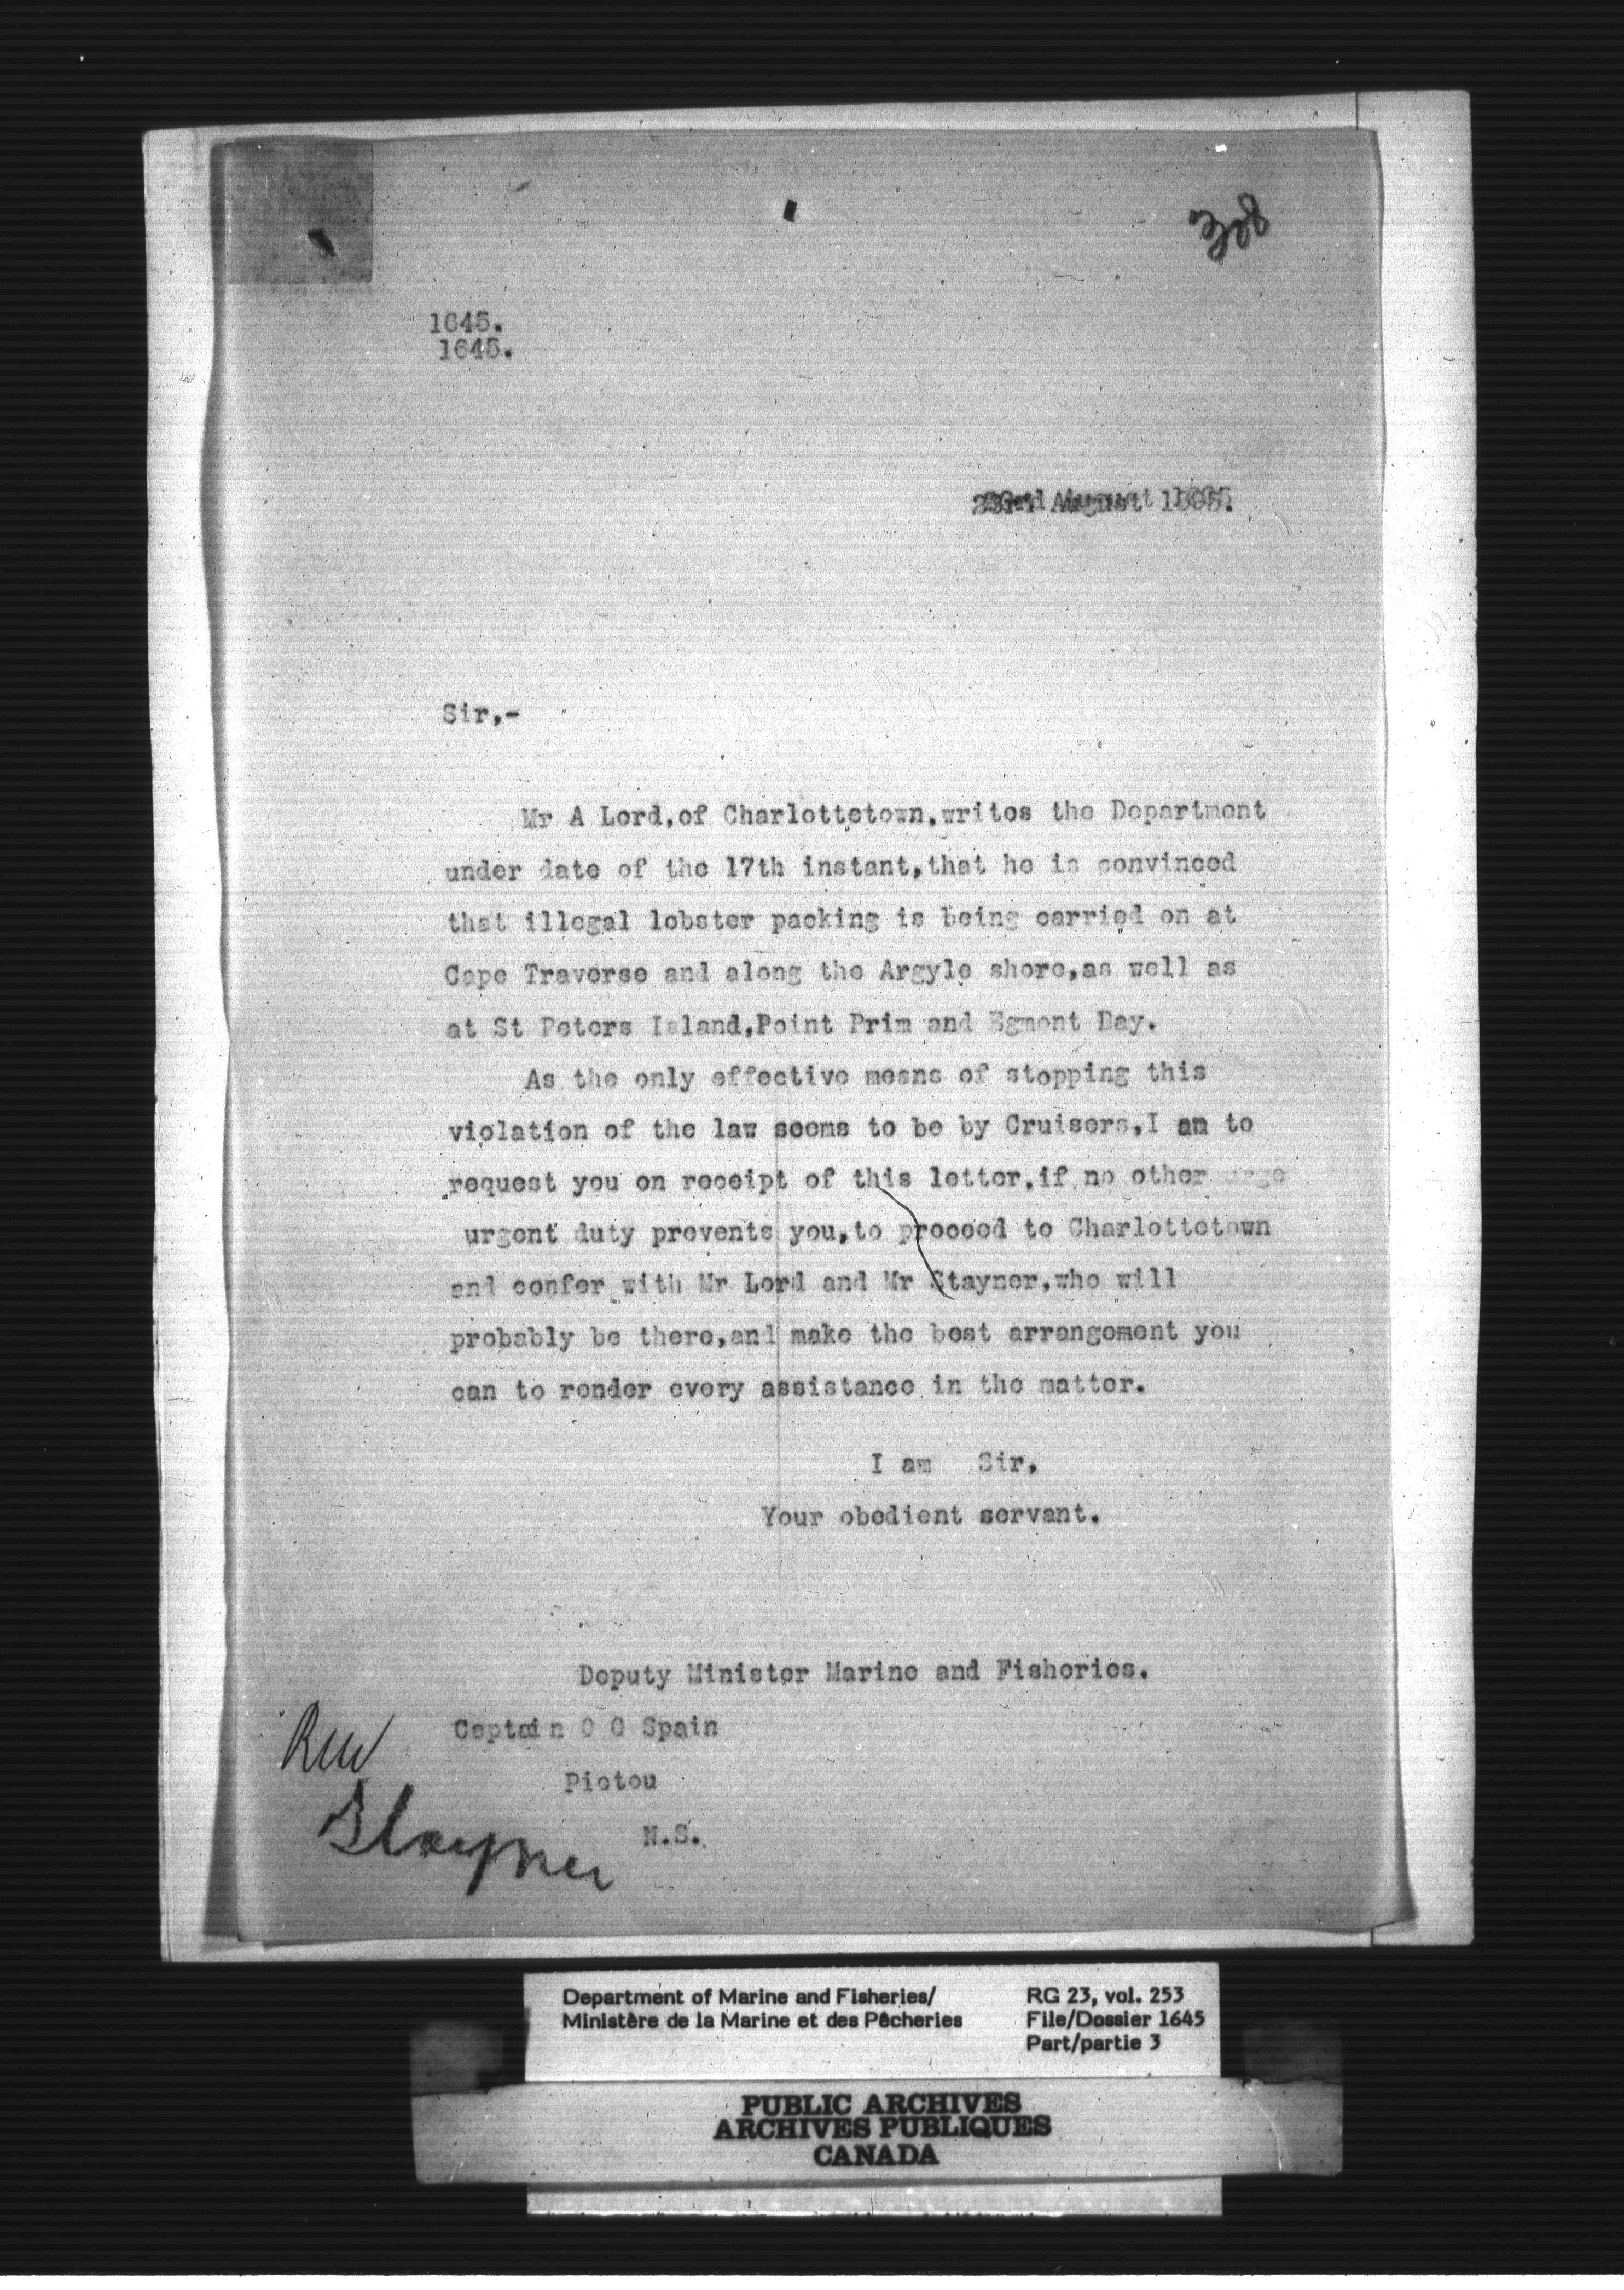 308
1645.
1645.
23rd August 1895.
Sir,-
Mr A Lord,of Charlottetown,writes the Department
under date of the 17th instant,that he is convinced
that illegal lobster packing is being carried on at
Cape Traverse and along the Argyle shore,as well as
at St Peters Island,Point Prim and Egmont Bay.
As the only effective means of stopping this
violation of the law seems to be by Cruisers,I am to
request you on receipt of this letter,if no other urge
urgent duty prevents you,to proceed to Charlottetown
and confer with Mr Lord and Mr Stayner,who will
probably be there,and make the best arrangement you
can to render every assistance in the matter.
I am Sir,
Your obedient servant.
Deputy Minister Marine and Fisheries.
Captain O G Spain
Pictou
N.S.
Stayner
Department of Marine and Fisheries/
Ministère de la Marine et des Pêcheries
RG 23, vol. 253
File/Dossier 1645
Part/partie 3
PUBLIC ARCHIVES
ARCHIVES PUBLIQUES
CANADA